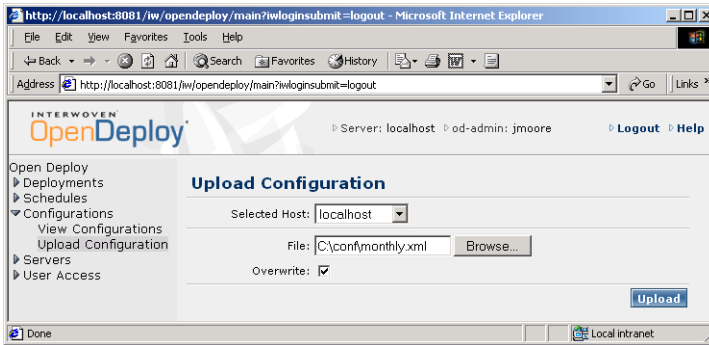 http://localhost:8081/iw/opendeploy/main?iwloginsubmit=logout - Microsoft Internet Explorer
File Edit View Favorites Tools Help
Back Search Favorites History
Address http://localhost:8081/iw/opendeploy/main?iwloginsubmit=logout Go Links »
INTERWOVEN
OpenDeploy Server: localhost od-admin: jmoore Logout Help
Open Deploy
Deployments
Schedules
Configurations
View Configurations
Upload Configuration
Servers
User Access
Upload Configuration
Selected Host: localhost
File: C:\conf\monthly.xml Browse...
Overwrite:
Upload
Done Local intranet